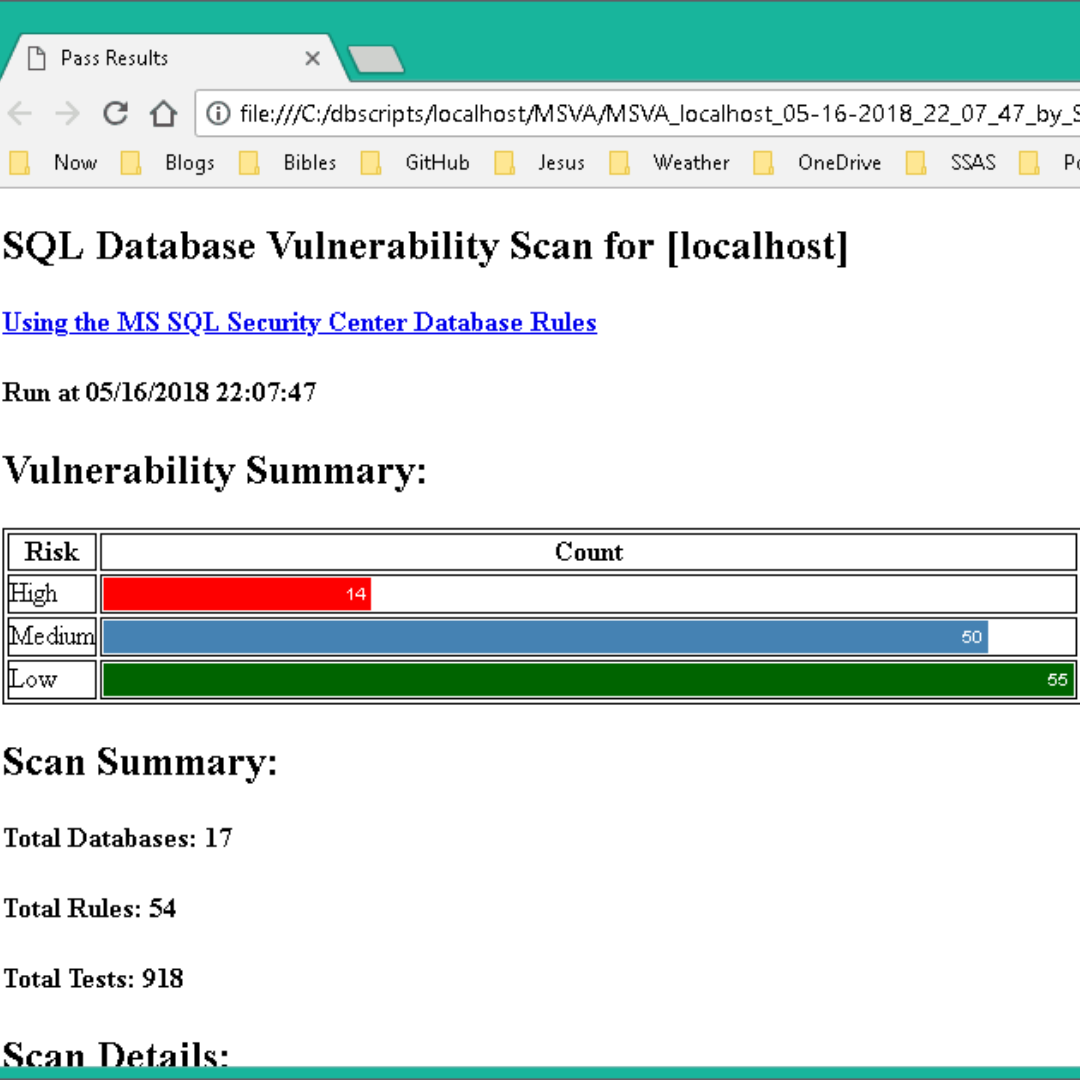 Pass Results
file:///C:/dbscripts/localhost/MSVA/MSVA_localhost_05-16-2018_22_07_47_by_
Now Blogs Bibles GitHub Jesus Weather OneDrive SSAS
SQL Database Vulnerability Scan for [localhost]
Using the MS SQL Security Center Database Rules
Run at 05/16/2018 22:07:47
Vulnerability Summary:
Risk Count
High 14
Medium 50
Low 55
Scan Summary:
Total Databases: 17
Total Rules: 54
Total Tests: 918
Scan Details: